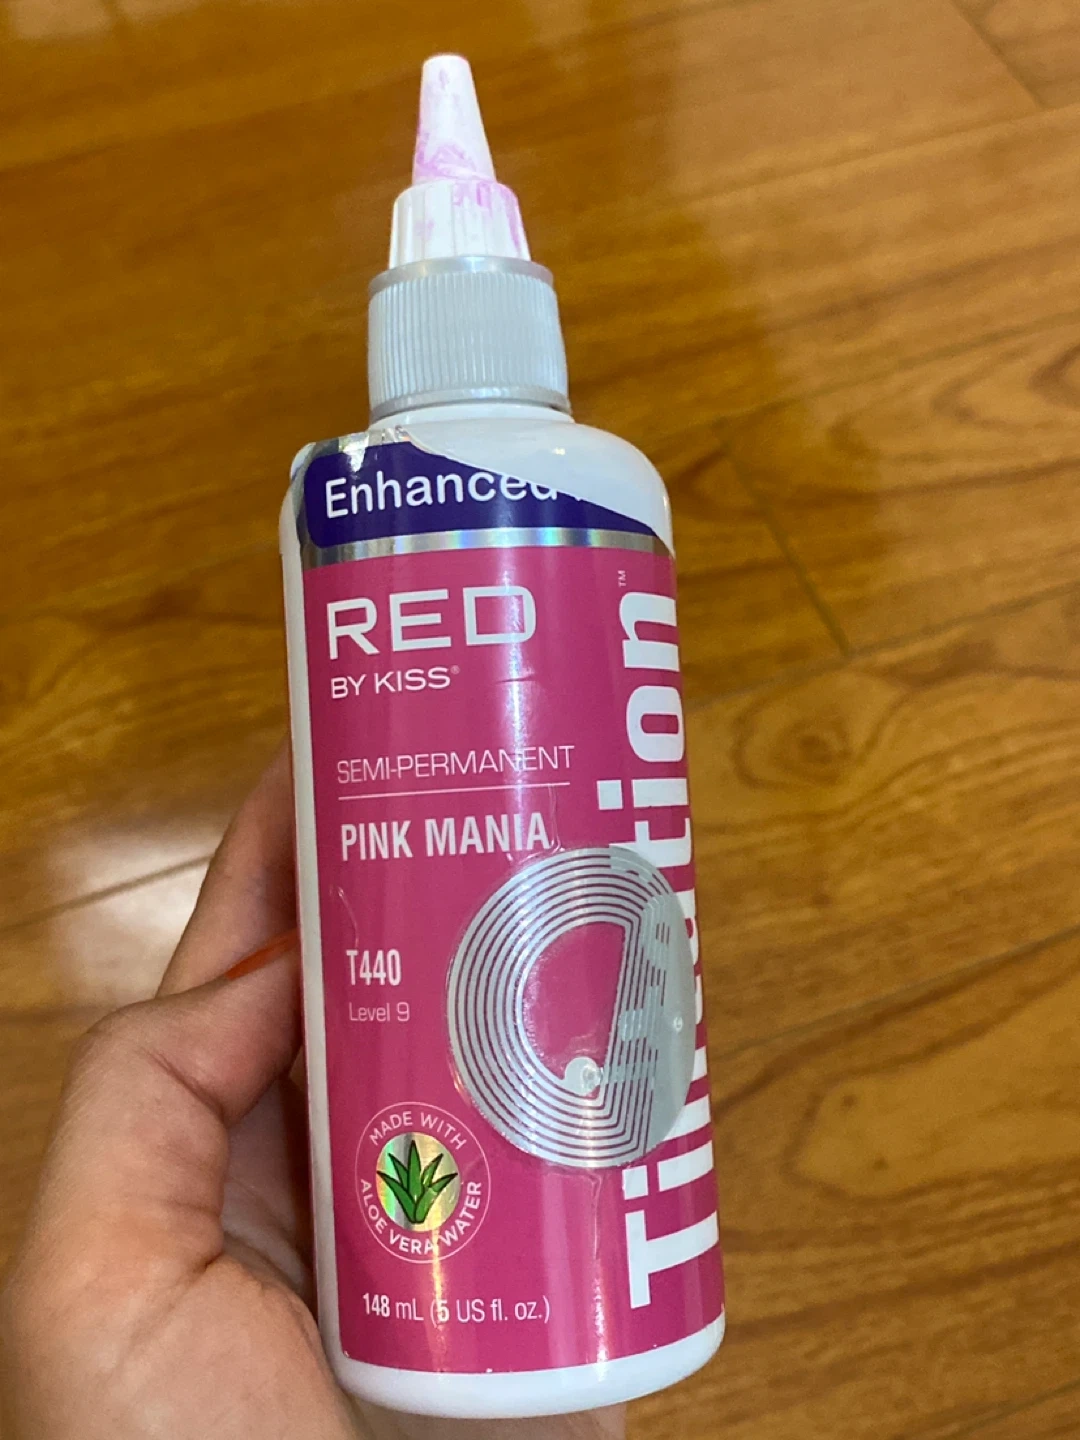 Enhanced
RED
BY KISS®
SEMI-PERMANENT
PINK MANIA
T440
Level 9
MADE WITH
ALOE VERA WATER
148 mL (5 US fl. oz.)